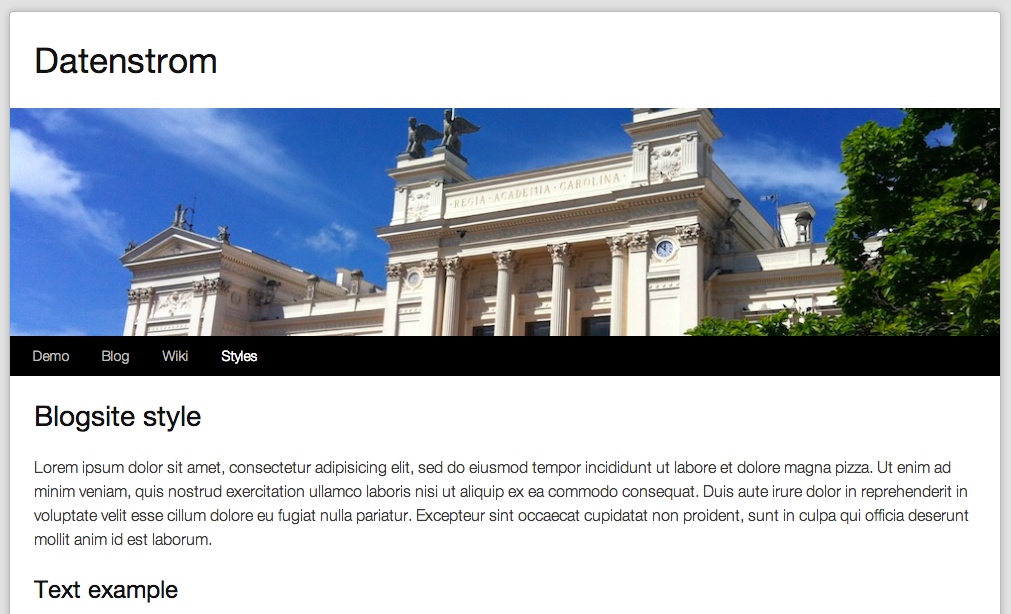 Datenstrom
·REGIA·ACADEMIA·CAROLINA·
Demo Blog Wiki Styles
Blogsite style
Lorem ipsum dolor sit amet, consectetur adipisicing elit, sed do eiusmod tempor incididunt ut labore et dolore magna pizza. Ut enim ad
minim veniam, quis nostrud exercitation ullamco laboris nisi ut aliquip ex ea commodo consequat. Duis aute irure dolor in reprehenderit in
voluptate velit esse cillum dolore eu fugiat nulla pariatur. Excepteur sint occaecat cupidatat non proident, sunt in culpa qui officia deserunt
mollit anim id est laborum.
Text example